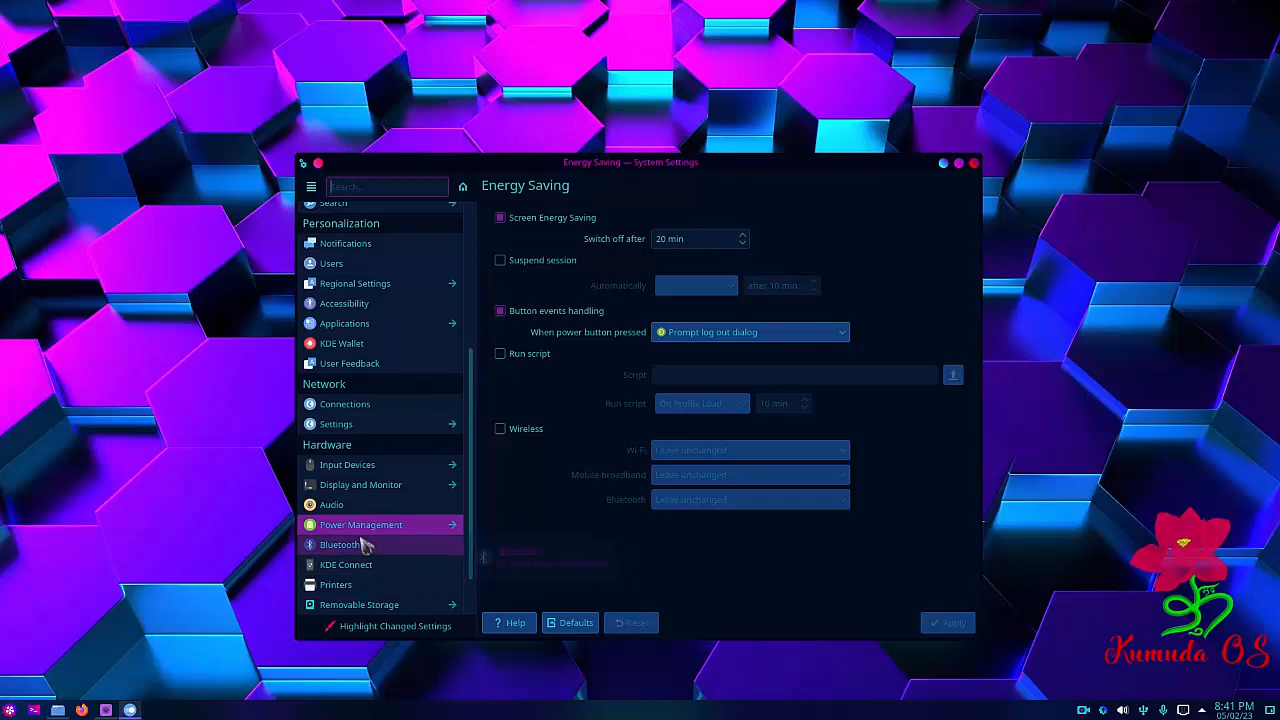 Energy Saving — System Settings
Search...
Energy Saving
Search
Personalization
Notifications
Users
Regional Settings
Accessibility
Applications
KDE Wallet
User Feedback
Network
Connections
Settings
Hardware
Input Devices
Display and Monitor
Audio
Power Management
Bluetooth
KDE Connect
Printers
Removable Storage
Highlight Changed Settings
Screen Energy Saving
Switch off after 20 min
Suspend session
Automatically after 10 min
Button events handling
When power button pressed Prompt log out dialog
Run script
Script
Run script On Profile Load 10 min
Wireless
Wi-Fi Leave unchanged
Mobile broadband Leave unchanged
Bluetooth Leave unchanged
? Help Defaults Reset Apply
Kumuda OS
8:41 PM
05/02/23